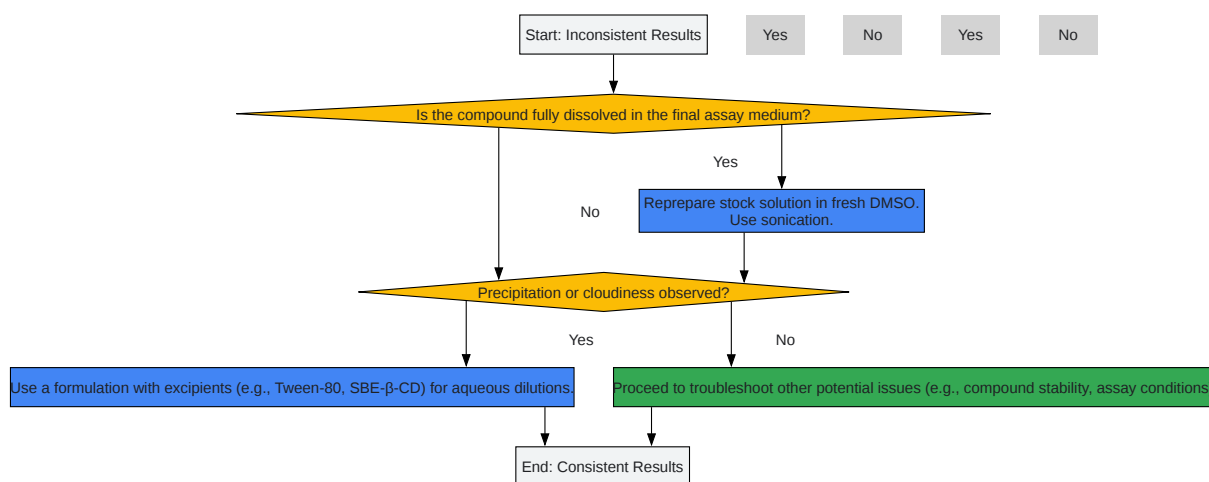 Start: Inconsistent Results
Yes
No
Yes
No
Is the compound fully dissolved in the final assay medium?
Yes
No
Reprepare stock solution in fresh DMSO.
Use sonication.
Precipitation or cloudiness observed?
Yes
No
Use a formulation with excipients (e.g., Tween-80, SBE-β-CD) for aqueous dilutions.
Proceed to troubleshoot other potential issues (e.g., compound stability, assay conditions
End: Consistent Results